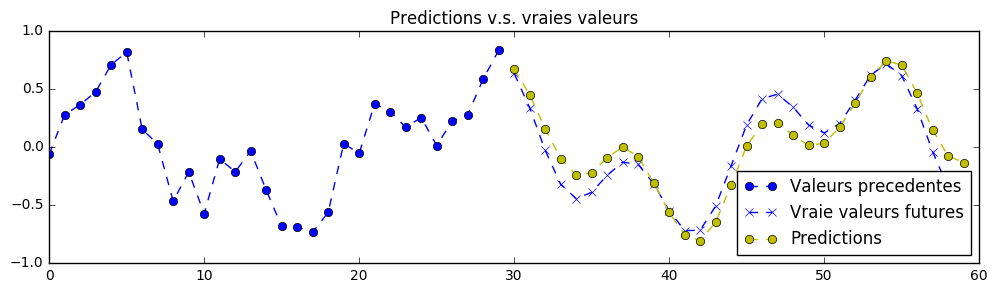 Predictions v.s. vraies valeurs
1.0
0.5
0.0
−0.5
−1.0
0 10 20 30 40 50 60
Valeurs precedentes
Vraie valeurs futures
Predictions